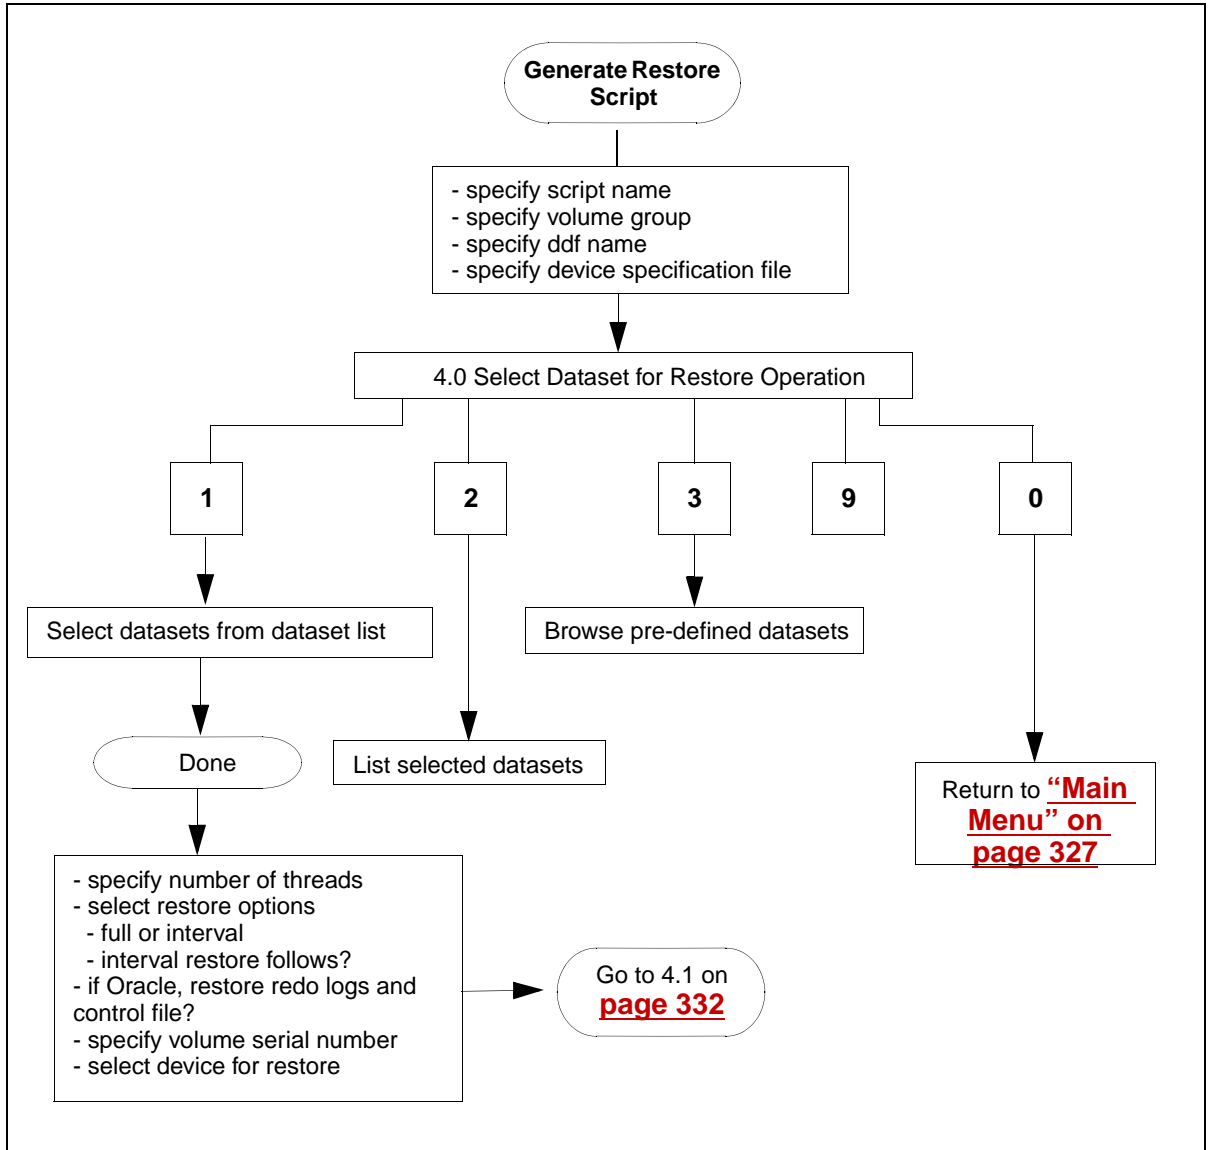 Generate Restore
Script
- specify script name
- specify volume group
- specify ddf name
- specify device specification file
4.0 Select Dataset for Restore Operation
1
2
3
9
0
Select datasets from dataset list
Browse pre-defined datasets
Done
List selected datasets
Return to “Main
Menu” on
page 327
- specify number of threads
- select restore options
- full or interval
- interval restore follows?
- if Oracle, restore redo logs and
control file?
- specify volume serial number
- select device for restore
Go to 4.1 on
page 332